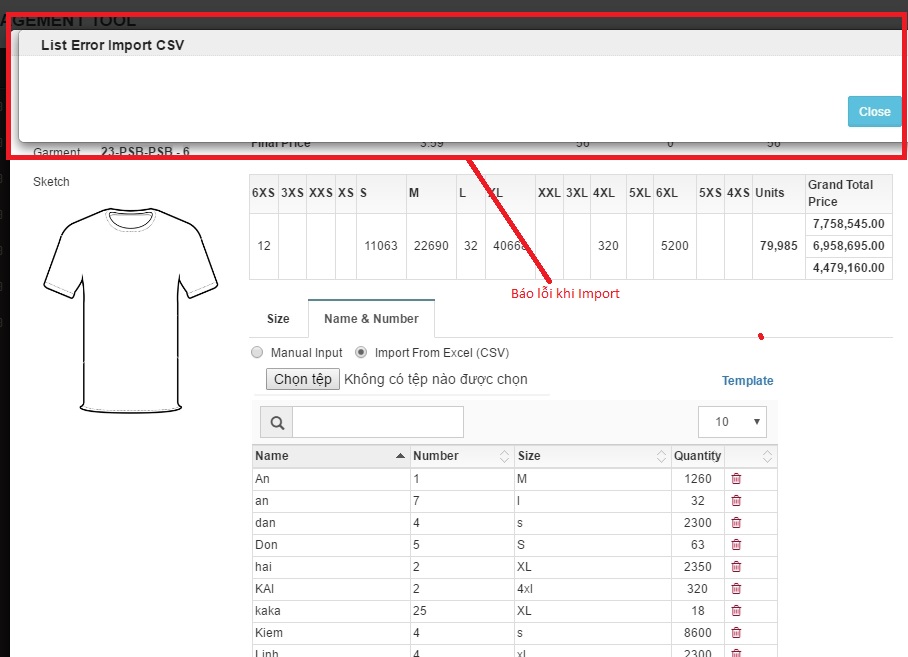 AGEMENT TOOL
List Error Import CSV
Close
Final Price 3.59 56 0 56
Garment 23-PSB-PSB - 6
Sketch
6XS 3XS XXS XS S M L XL XXL 3XL 4XL 5XL 6XL 5XS 4XS Units Grand Total Price
12 11063 22690 32 40668 320 5200 79,985 7,758,545.00
6,958,695.00
4,479,160.00
Báo lỗi khi Import
Size Name & Number
Manual Input Import From Excel (CSV)
Chọn tệp Không có tệp nào được chọn Template
10
Name Number Size Quantity
An 1 M 1260
an 7 l 32
dan 4 s 2300
Don 5 S 63
hai 2 XL 2350
KAI 2 4xl 320
kaka 25 XL 18
Kiem 4 s 8600
Linh 4 xl 2300